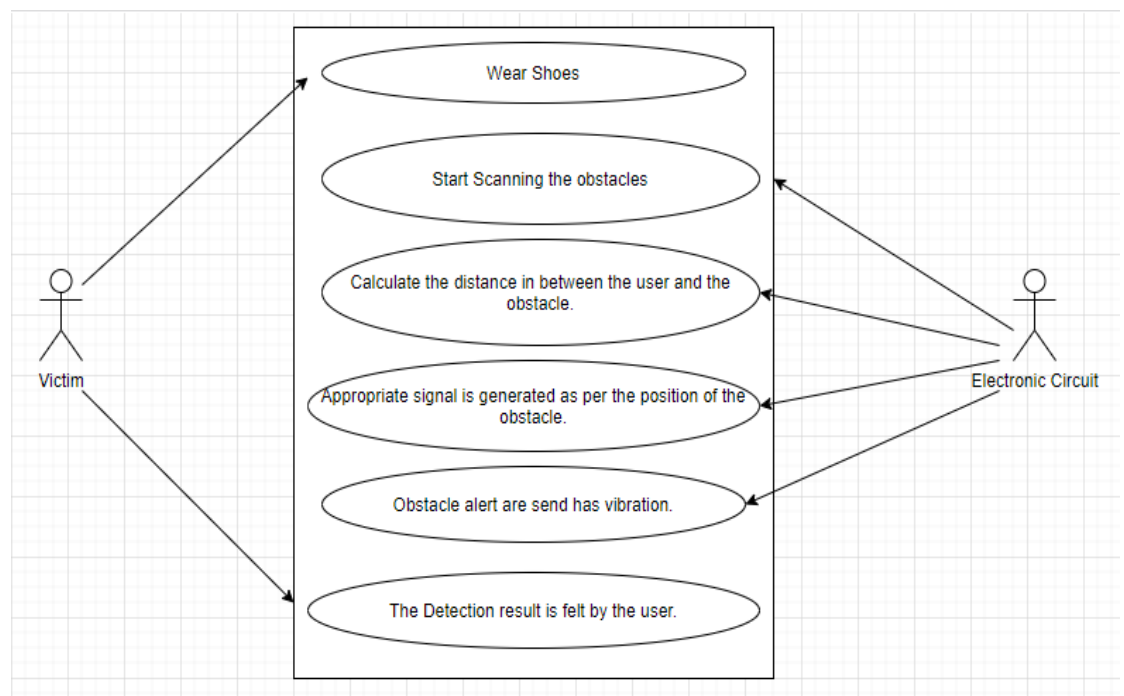 Wear Shoes
Start Scanning the obstacles
Calculate the distance in between the user and the
obstacle.
Victim
Electronic Circuit
Appropriate signal is generated as per the position of the
obstacle.
Obstacle alert are send has vibration.
The Detection result is felt by the user.